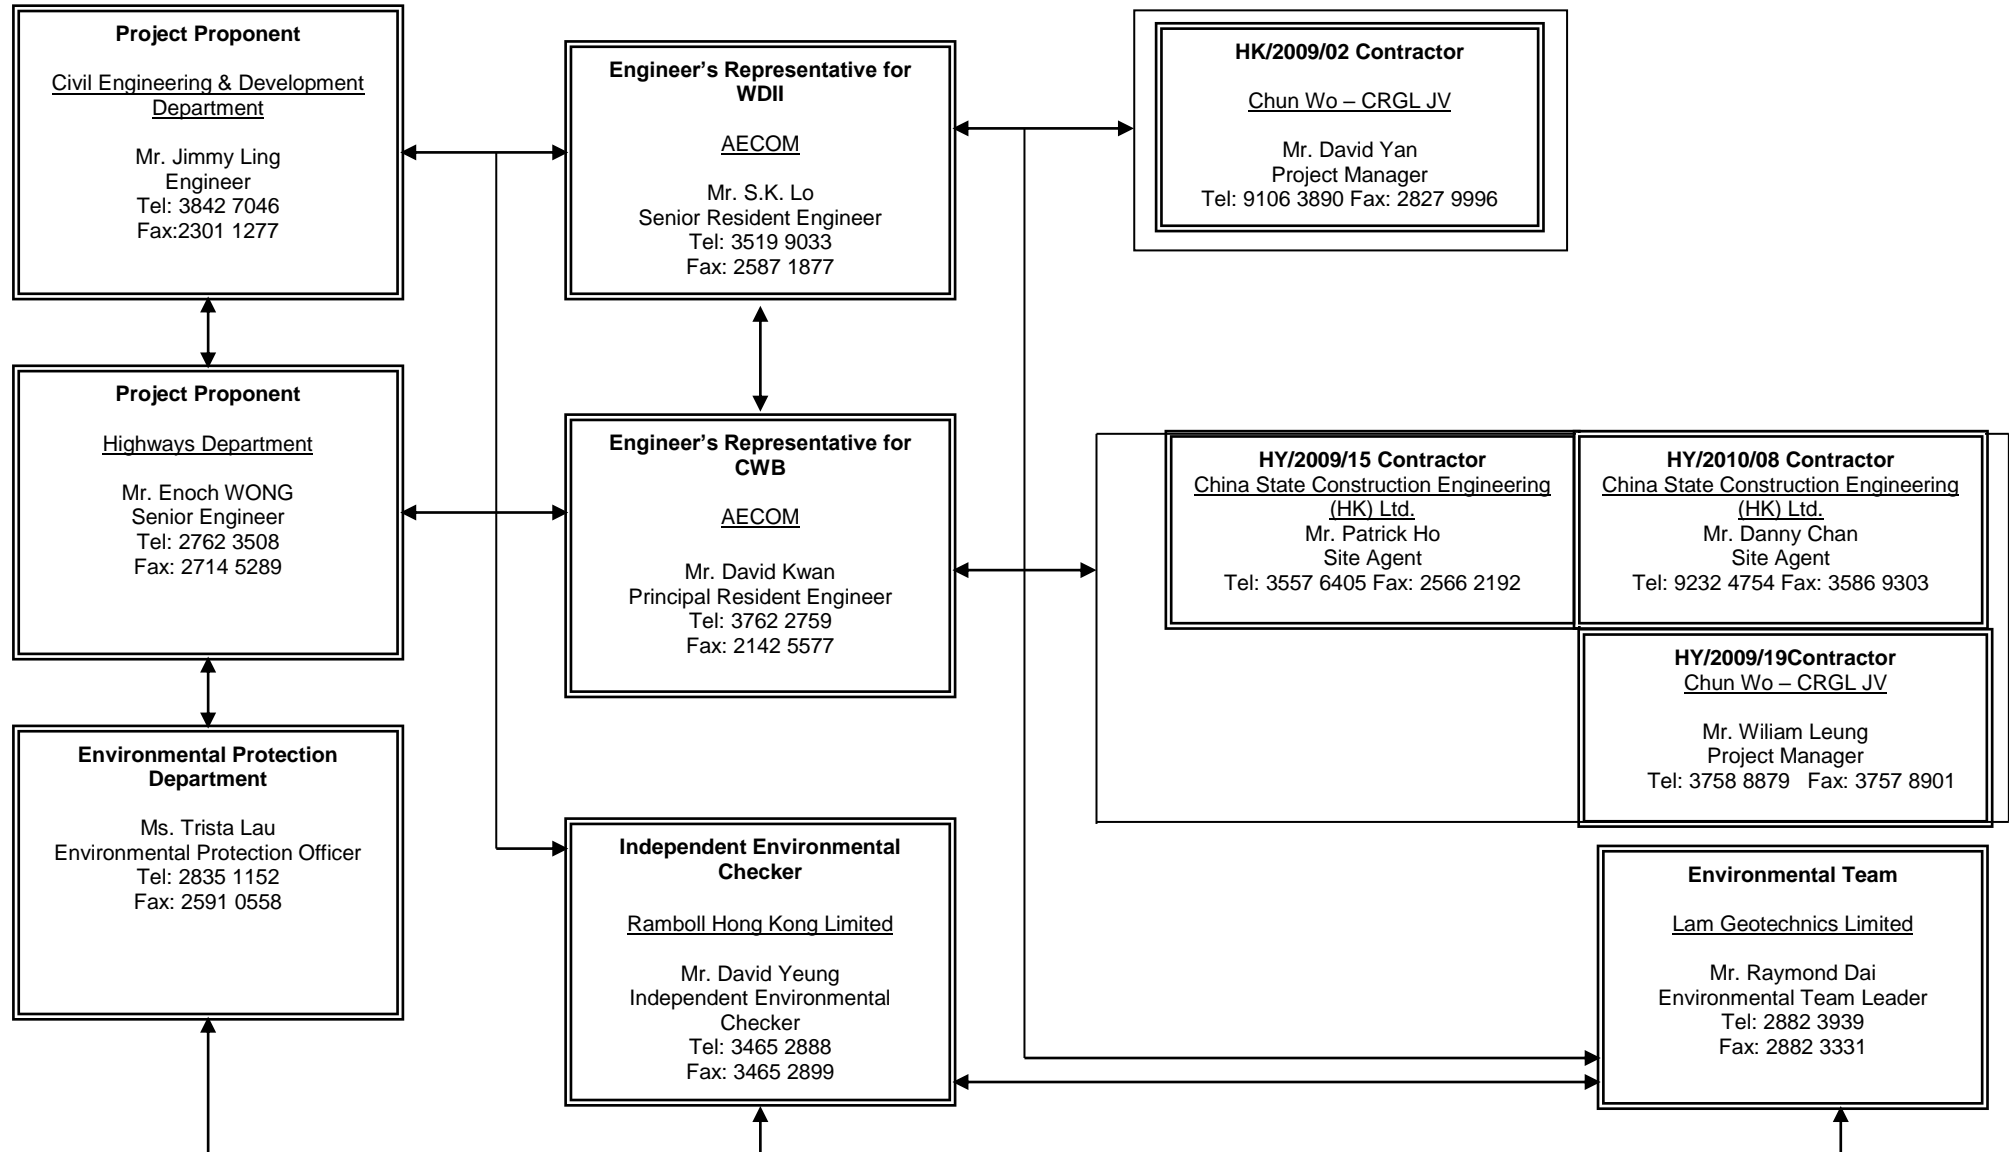 Project Proponent
Civil Engineering & Development
Department
Mr. Jimmy Ling
Engineer
Tel: 3842 7046
Fax:2301 1277
Engineer's Representative for
WDII
AECOM
Mr. S.K. Lo
Senior Resident Engineer
Tel: 3519 9033
Fax: 2587 1877
HK/2009/02 Contractor
Chun Wo – CRGL JV
Mr. David Yan
Project Manager
Tel: 9106 3890 Fax: 2827 9996
Project Proponent
Highways Department
Mr. Enoch WONG
Senior Engineer
Tel: 2762 3508
Fax: 2714 5289
Engineer's Representative for
CWB
AECOM
Mr. David Kwan
Principal Resident Engineer
Tel: 3762 2759
Fax: 2142 5577
HY/2009/15 Contractor
China State Construction Engineering
(HK) Ltd.
Mr. Patrick Ho
Site Agent
Tel: 3557 6405 Fax: 2566 2192
HY/2010/08 Contractor
China State Construction Engineering
(HK) Ltd.
Mr. Danny Chan
Site Agent
Tel: 9232 4754 Fax: 3586 9303
HY/2009/19Contractor
Chun Wo – CRGL JV
Mr. Wiliam Leung
Project Manager
Tel: 3758 8879 Fax: 3757 8901
Environmental Protection
Department
Ms. Trista Lau
Environmental Protection Officer
Tel: 2835 1152
Fax: 2591 0558
Independent Environmental
Checker
Ramboll Hong Kong Limited
Mr. David Yeung
Independent Environmental
Checker
Tel: 3465 2888
Fax: 3465 2899
Environmental Team
Lam Geotechnics Limited
Mr. Raymond Dai
Environmental Team Leader
Tel: 2882 3939
Fax: 2882 3331